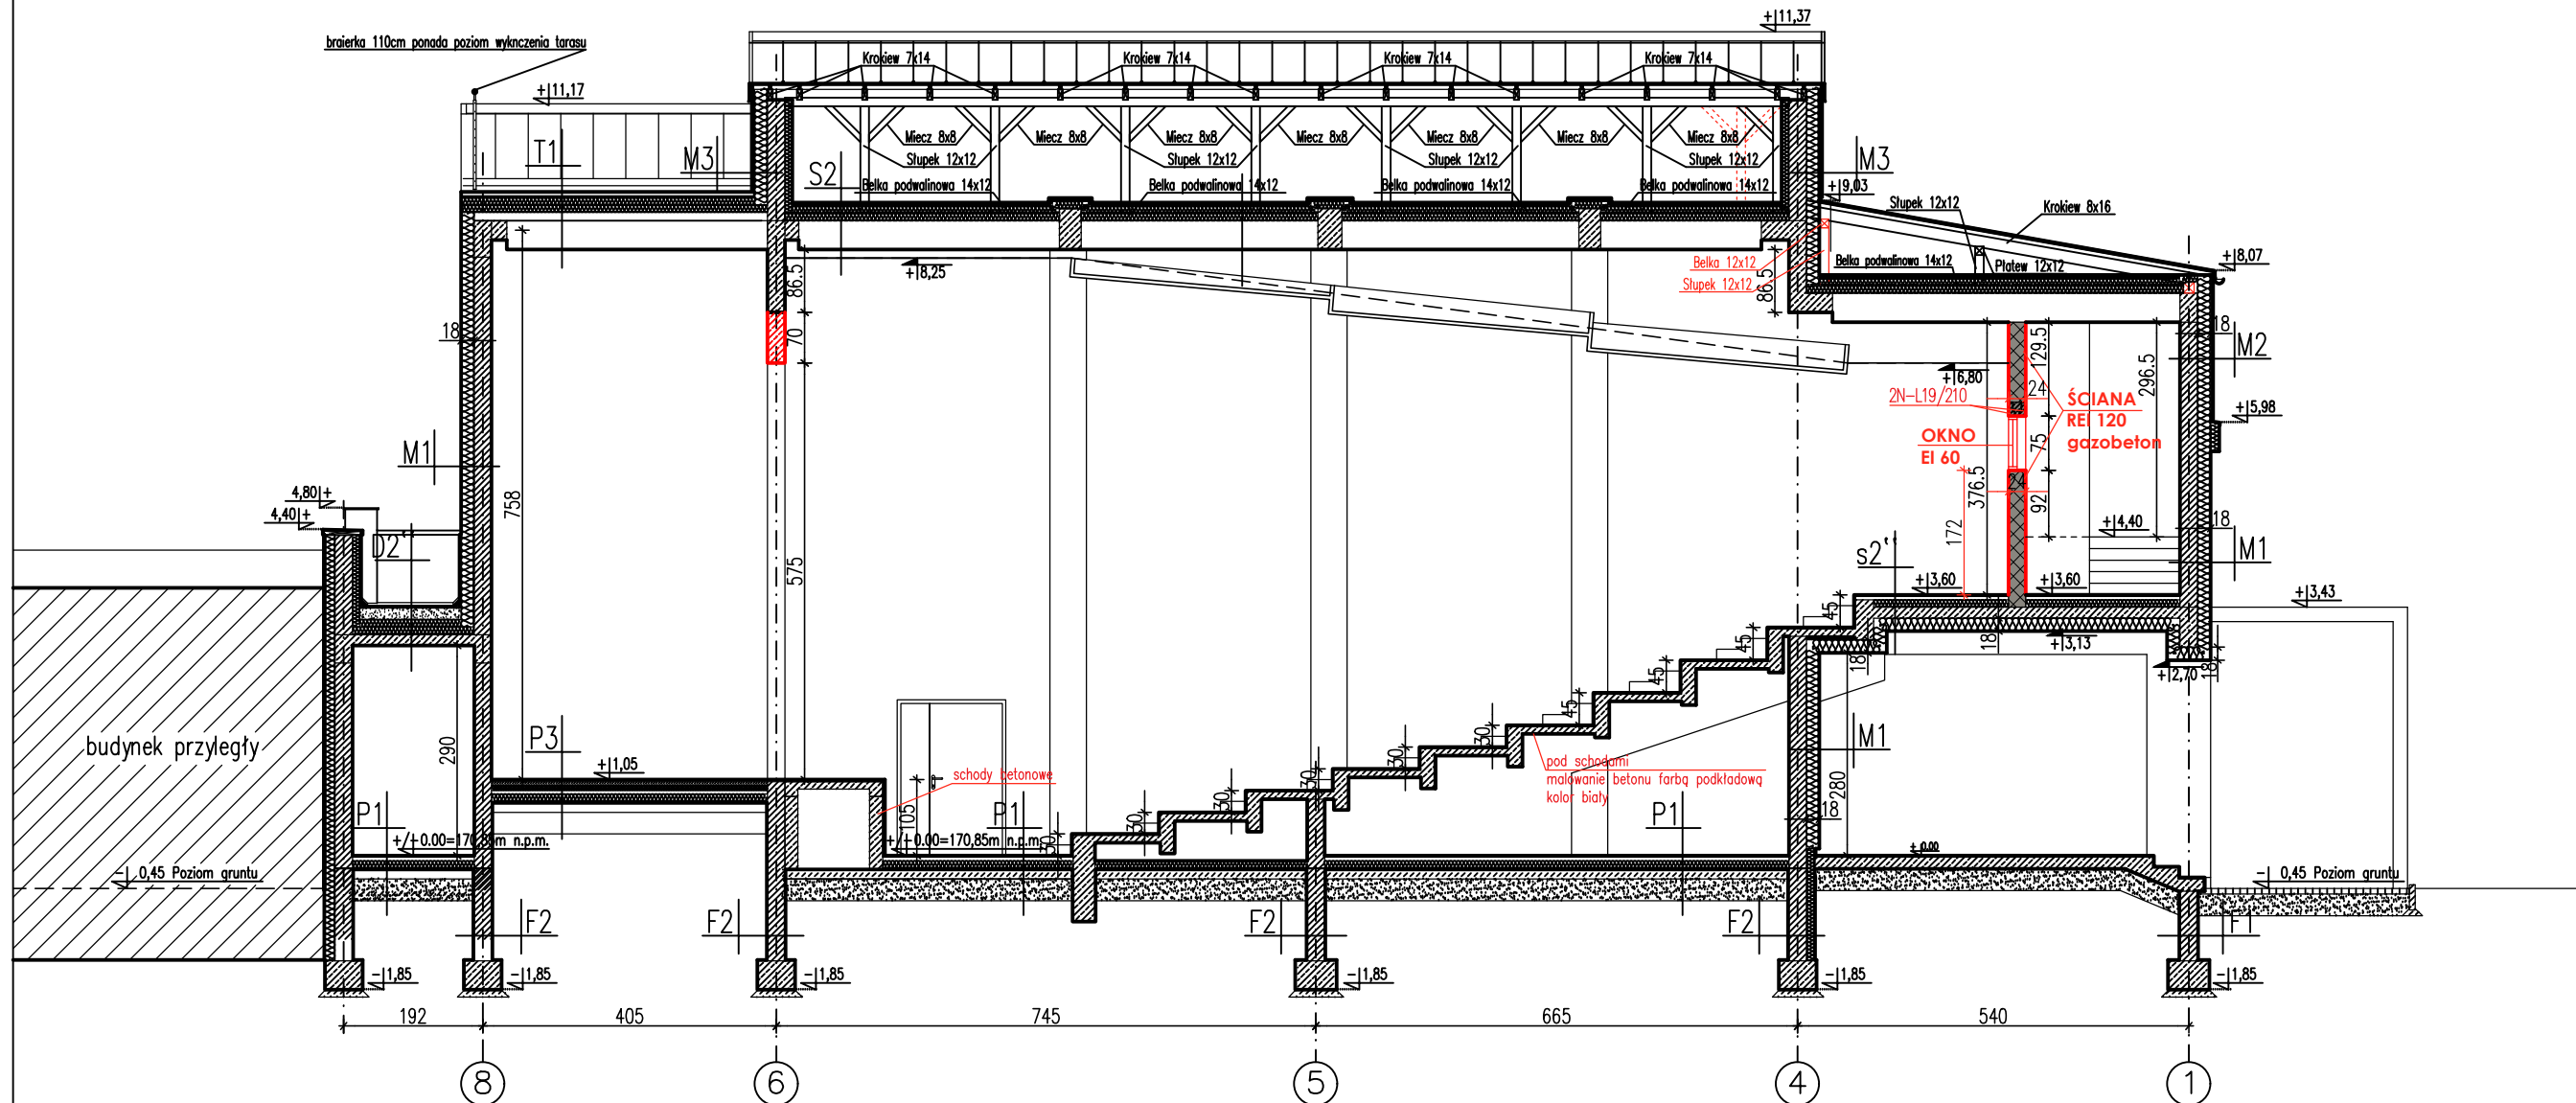 +11,37
braierka 110cm ponada poziom wyknczenia tarasu
Krokiew 7x14
Krokiew 7x14
Krokiew 7x14
Krokiew 7x14
+11,17
Miecz 8x8
Miecz 8x8
Miecz 8x8
Miecz 8x8
Miecz 8x8
Miecz 8x8
Miecz 8x8
T1
M3
S2
M3
Słupek 12x12
Słupek 12x12
Słupek 12x12
Słupek 12x12
Belka podwalinowa 14x12
Belka podwalinowa 14x12
Belka podwalinowa 14x12
Belka podwalinowa 14x12
+9,03
Słupek 12x12
Krokiew 8x16
+8,25
Belka 12x12
Słupek 12x12
Belka podwalinowa 14x12
Płatew 12x12
+8,07
86.5
86.5
70
18
18
129.5
296.5
M2
+6,80
2N-L19/210
24
ŚCIANA
REI 120
gazobeton
+5,98
OKNO
EI 60
75
M1
758
376.5
24
92
4,80+
4,40+
172
+4,40
18
D2"
575
s2"
M1
+3,60
+3,60
+3,43
45
45
45
45
45
18
+3,13
18
+2,70
18
budynek przyległy
290
P3
+1,05
schody betonowe
30
30
30
30
30
30
30
pod schodami
malowanie betonu farbą podkładową
kolor biały
M1
280
P1
105
P1
P1
18
+/-0.00=170,85m n.p.m.
+/-0.00=170,85m n.p.m.
+0.00
- 0,45 Poziom gruntu
- 0,45 Poziom gruntu
F2
F2
F2
F2
F1
-1,85
-1,85
-1,85
-1,85
-1,85
-1,85
192
405
745
665
540
8
6
5
4
1